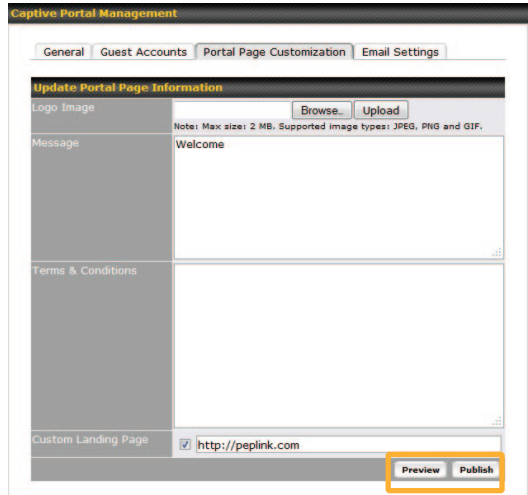 Captive Portal Management
General Guest Accounts Portal Page Customization Email Settings
Update Portal Page Information
Logo Image
Browse.. Upload
Note: Max size: 2 MB. Supported image types: JPEG, PNG and GIF.
Message
Welcome
Terms & Conditions
Custom Landing Page
http://peplink.com
Preview Publish